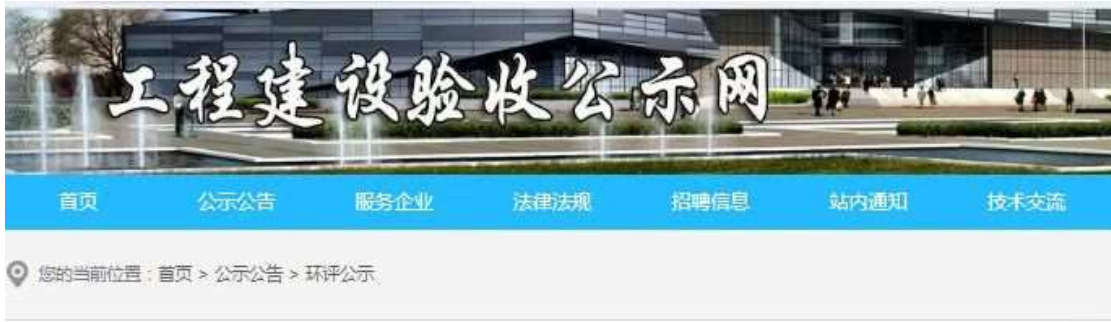 工程建设验收公示网
首页 公示公告 服务企业 法律法规 招聘信息 站内通知 技术交流
您的当前位置：首页 > 公示公告 > 环评公示